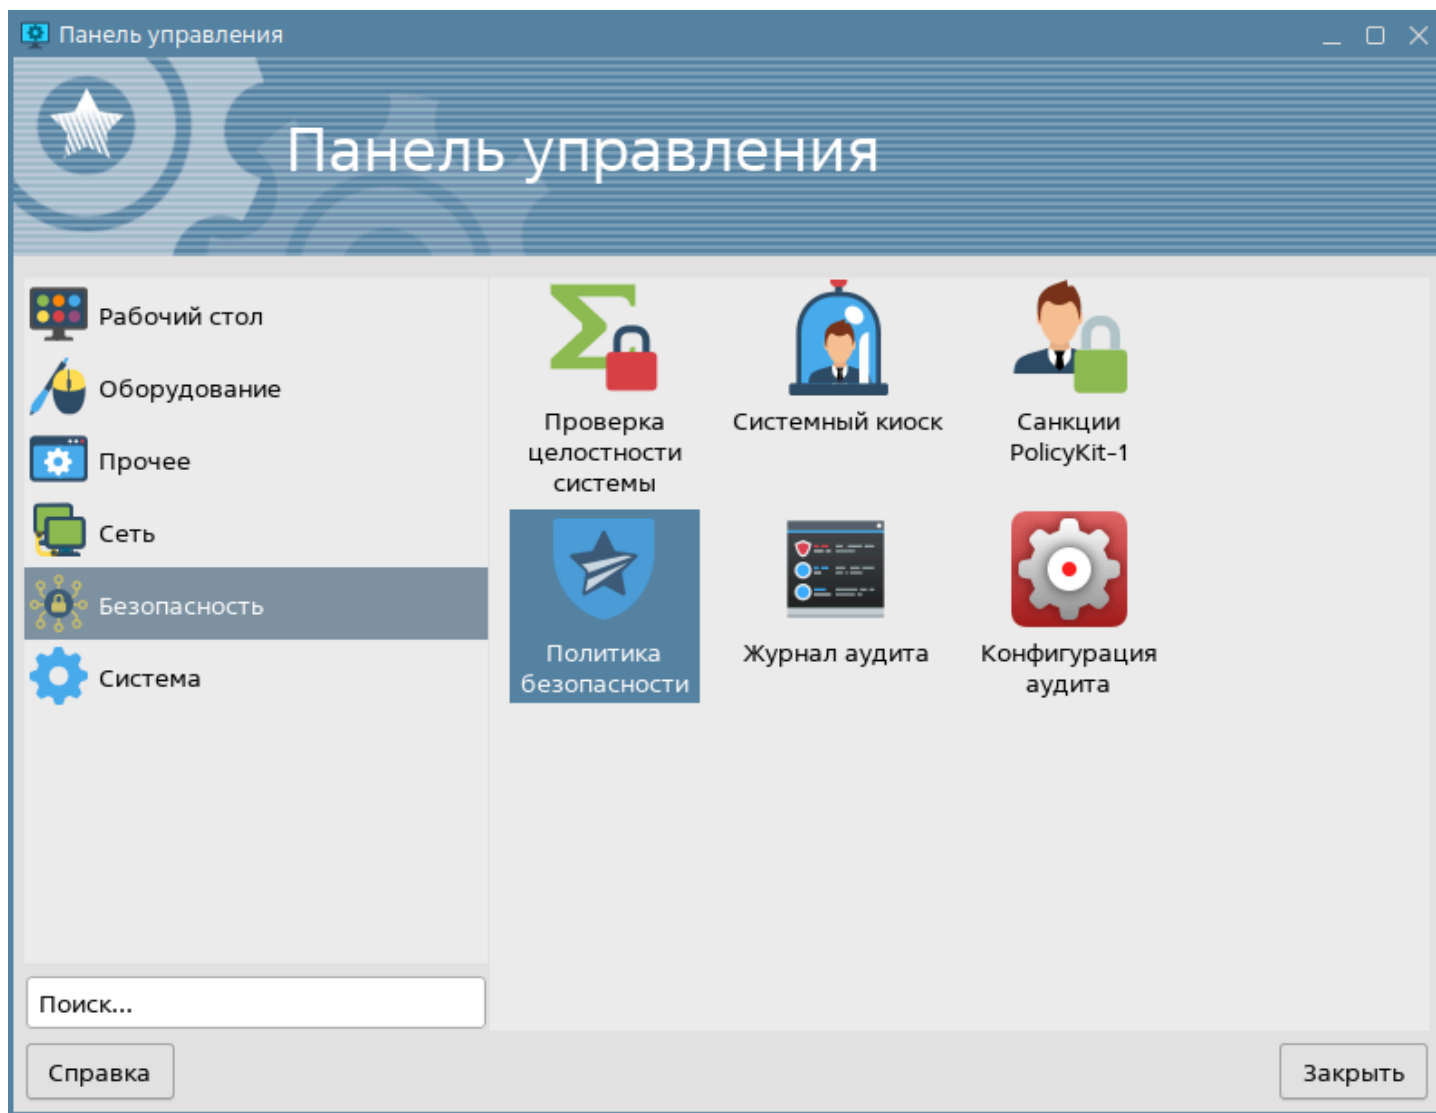 Панель управления
Панель управления
Рабочий стол
Оборудование
Прочее
Сеть
Безопасность
Система
Проверка
целостности
системы
Системный киоск
Санкции
PolicyKit-1
Политика
безопасности
Журнал аудита
Конфигурация
аудита
Поиск...
Справка
Закрыть